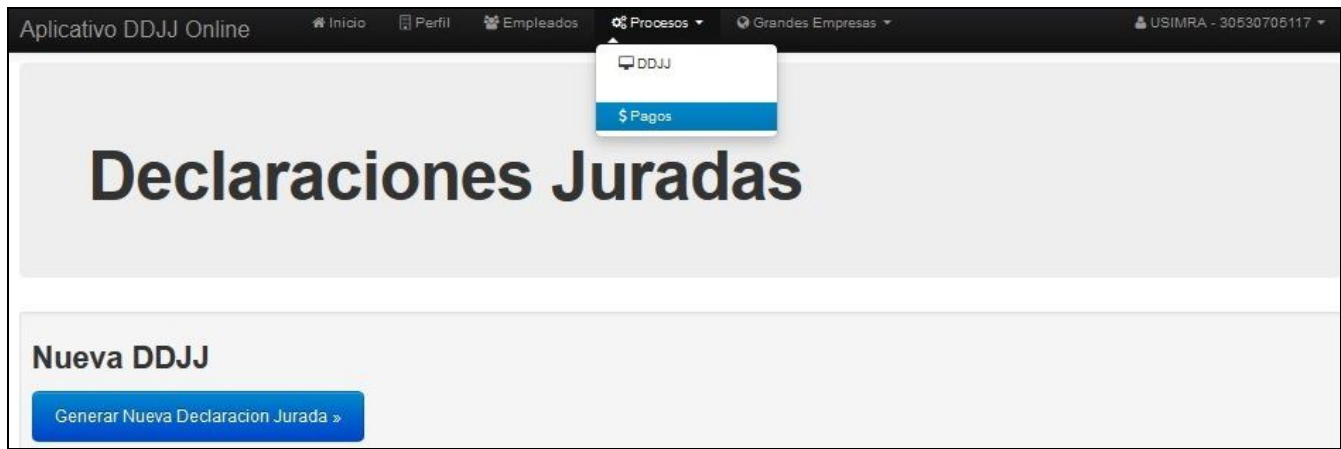 Aplicativo DDJJ Online Inicio Perfil Empleados Procesos Grandes Empresas USIMRA - 30530705117
DDJJ
$ Pagos
Declaraciones Juradas
Nueva DDJJ
Generar Nueva Declaracion Jurada »